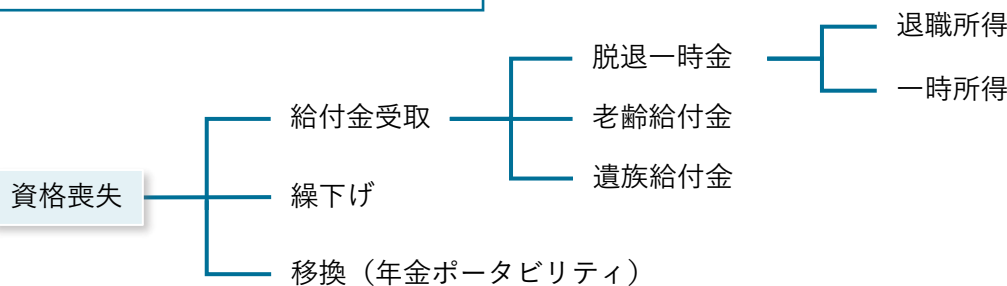 退職所得
脱退一時金
一時所得
給付金受取
老齢給付金
遺族給付金
資格喪失
繰下げ
移換（年金ポータビリティ）